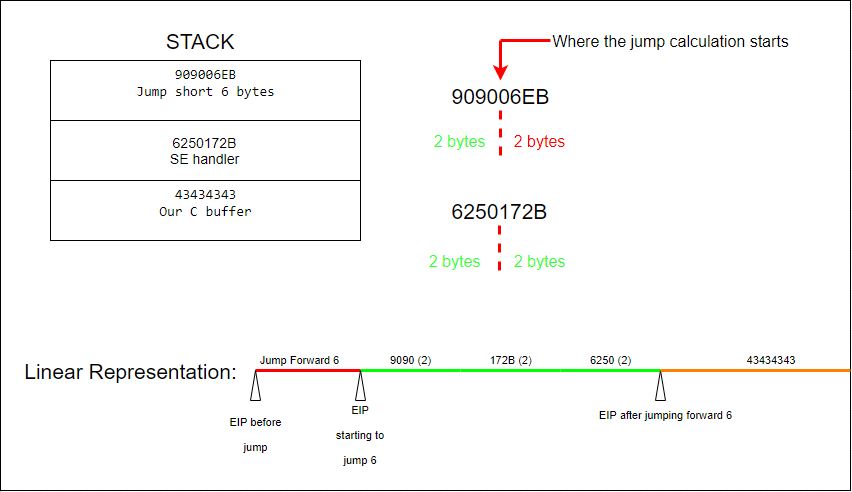 STACK
909006EB
Jump short 6 bytes
6250172B
SE handler
43434343
Our C buffer
Where the jump calculation starts
909006EB
2 bytes 2 bytes
6250172B
2 bytes 2 bytes
Linear Representation:
Jump Forward 6 9090 (2) 172B (2) 6250 (2) 43434343
EIP before
jump
EIP
starting to
jump 6
EIP after jumping forward 6